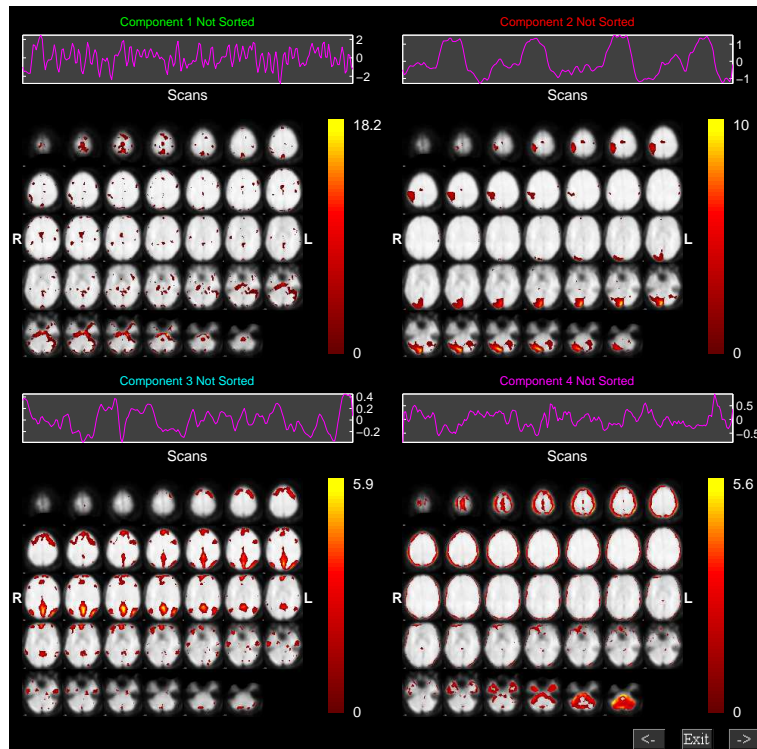 Component 1 Not Sorted
2
0
−2
Scans
18.2
R
L
0
Component 2 Not Sorted
1
0
−1
Scans
10
R
L
0
Component 3 Not Sorted
0.4
0.2
0
−0.2
Scans
5.9
R
L
0
Component 4 Not Sorted
0.5
0
−0.5
Scans
5.6
R
L
0
<- Exit ->